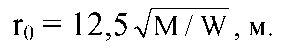 r₀ = 12,5 √M / W , м.